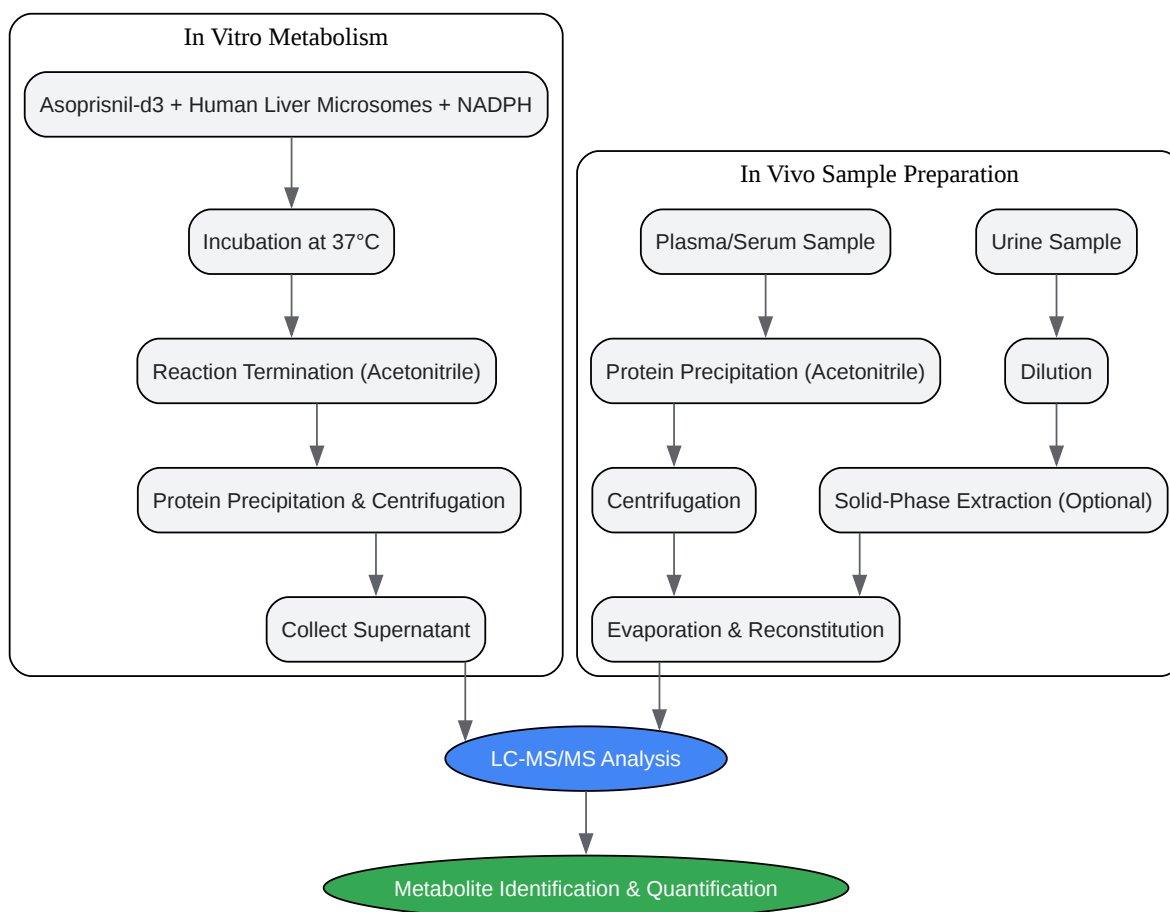 In Vitro Metabolism
Asoprisnil-d3 + Human Liver Microsomes + NADPH
Incubation at 37°C
Reaction Termination (Acetonitrile)
Protein Precipitation & Centrifugation
Collect Supernatant
In Vivo Sample Preparation
Plasma/Serum Sample
Urine Sample
Protein Precipitation (Acetonitrile)
Dilution
Centrifugation
Solid-Phase Extraction (Optional)
Evaporation & Reconstitution
LC-MS/MS Analysis
Metabolite Identification & Quantification